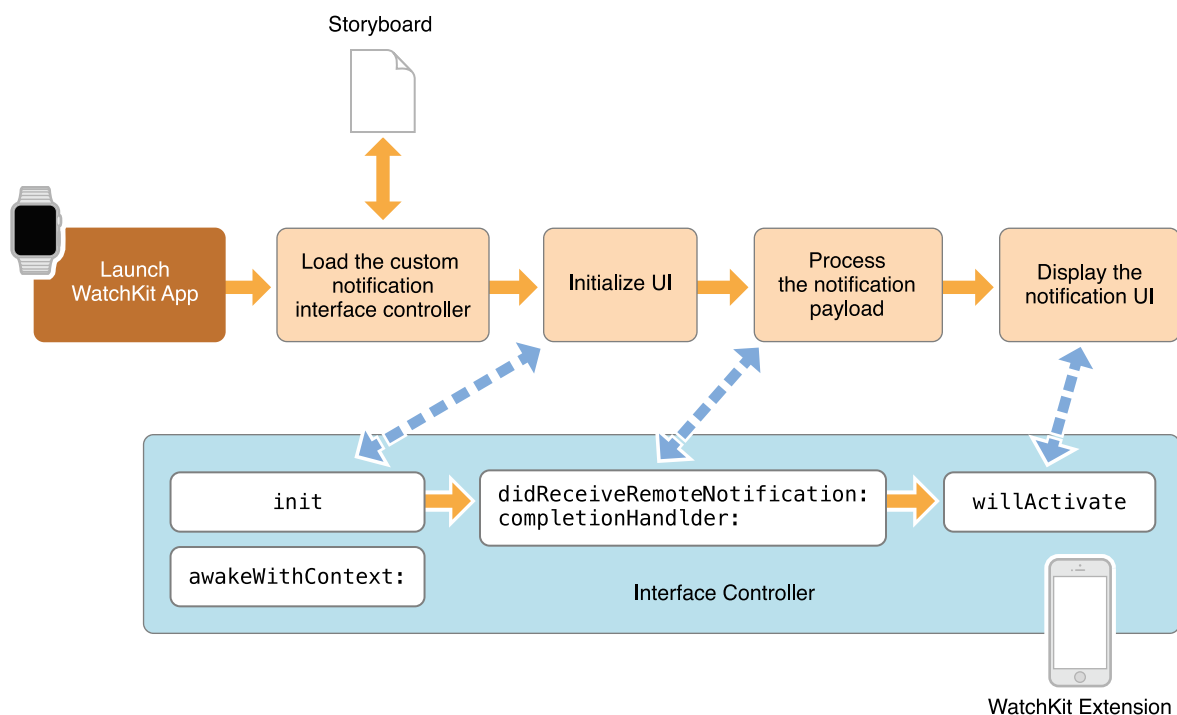 Storyboard
Launch
WatchKit App
Load the custom
notification
interface controller
Initialize UI
Process
the notification
payload
Display the
notification UI
init
didReceiveRemoteNotification:
completionHandlder:
willActivate
awakeWithContext:
Interface Controller
WatchKit Extension